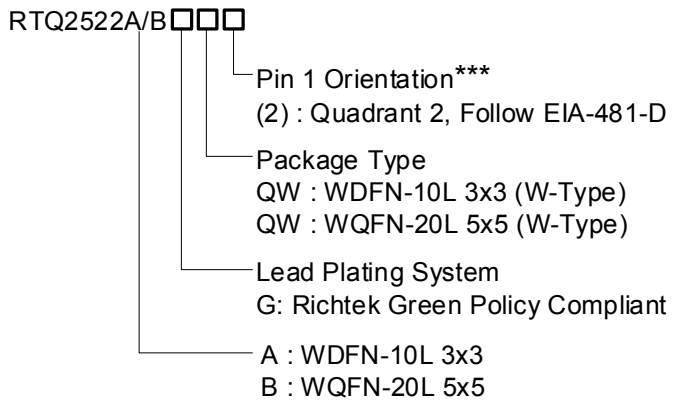 RTQ2522A/B□□□
Pin 1 Orientation***
(2) : Quadrant 2, Follow EIA-481-D
Package Type
QW : WDFN-10L 3x3 (W-Type)
QW : WQFN-20L 5x5 (W-Type)
Lead Plating System
G: Richtek Green Policy Compliant
A : WDFN-10L 3x3
B : WQFN-20L 5x5